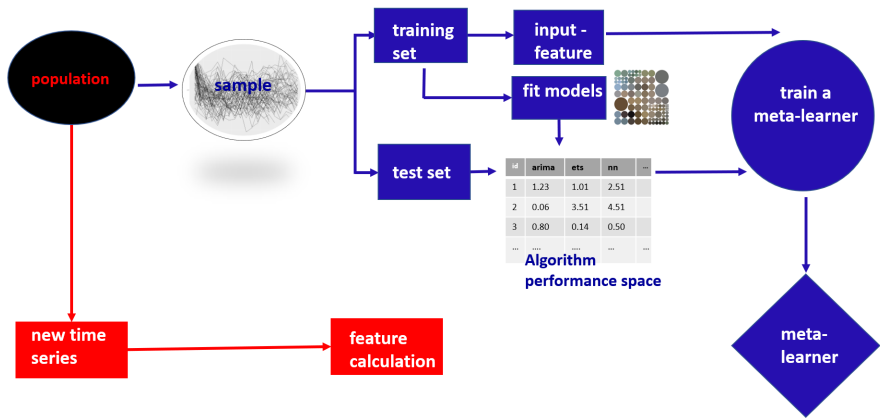 population
sample
training
set
input -
feature
fit models
train a
meta-learner
test set
id arima ets nn ...
1 1.23 1.01 2.51
2 0.06 3.51 4.51
3 0.80 0.14 0.50
... .... .... ... ...
Algorithm
performance space
new time
series
feature
calculation
meta-
learner